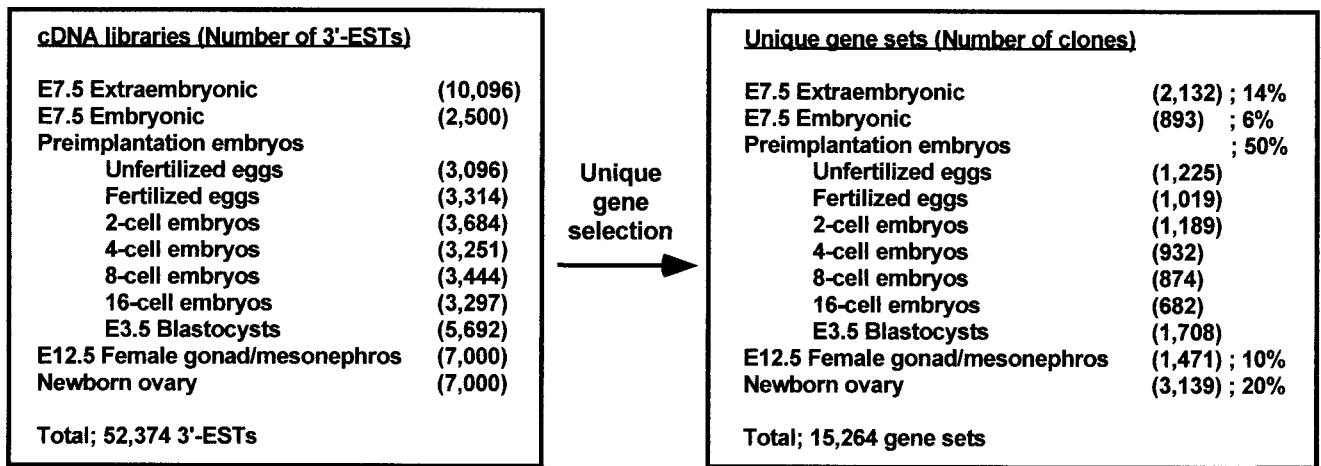 cDNA libraries (Number of 3'-ESTs)
E7.5 Extraembryonic (10,096)
E7.5 Embryonic (2,500)
Preimplantation embryos
Unfertilized eggs (3,096)
Fertilized eggs (3,314)
2-cell embryos (3,684)
4-cell embryos (3,251)
8-cell embryos (3,444)
16-cell embryos (3,297)
E3.5 Blastocysts (5,692)
E12.5 Female gonad/mesonephros (7,000)
Newborn ovary (7,000)
Total; 52,374 3'-ESTs
Unique
gene
selection
Unique gene sets (Number of clones)
E7.5 Extraembryonic (2,132) ; 14%
E7.5 Embryonic (893) ; 6%
Preimplantation embryos ; 50%
Unfertilized eggs (1,225)
Fertilized eggs (1,019)
2-cell embryos (1,189)
4-cell embryos (932)
8-cell embryos (874)
16-cell embryos (682)
E3.5 Blastocysts (1,708)
E12.5 Female gonad/mesonephros (1,471) ; 10%
Newborn ovary (3,139) ; 20%
Total; 15,264 gene sets